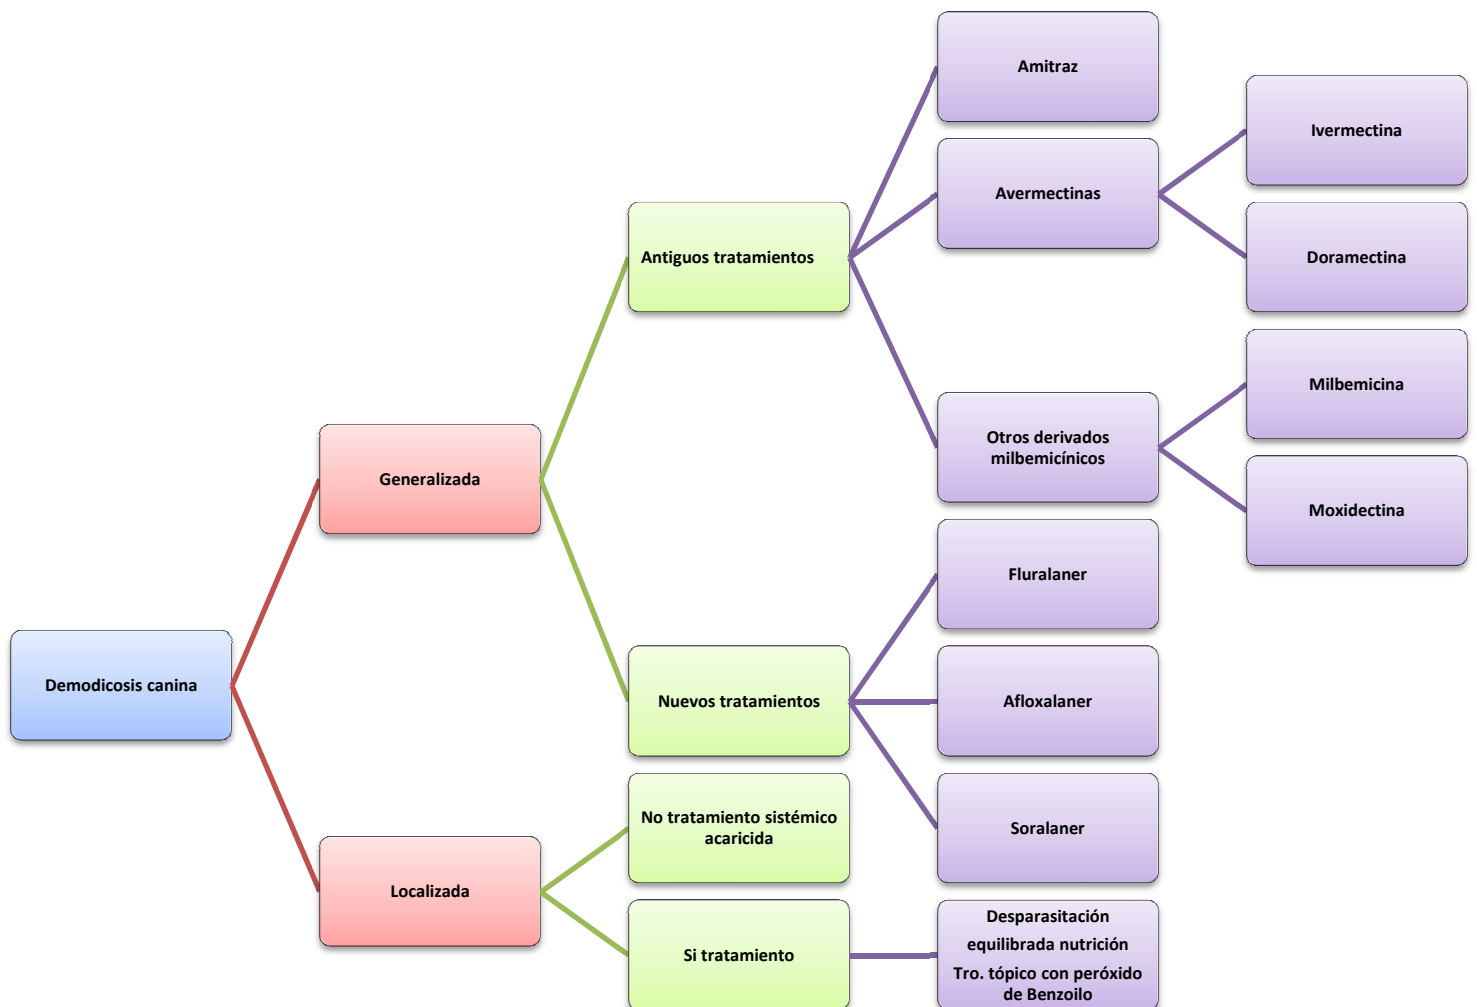 Demodicosis canina
Generalizada
Antiguos tratamientos
Amitraz
Avermectinas
Ivermectina
Doramectina
Otros derivados
milbemicínicos
Milbemicina
Moxidectina
Nuevos tratamientos
Fluralaner
Afloxalaner
Soralaner
Localizada
No tratamiento sistémico
acaricida
Si tratamiento
Desparasitación
equilibrada nutrición
Tro. tópico con peróxido
de Benzoilo